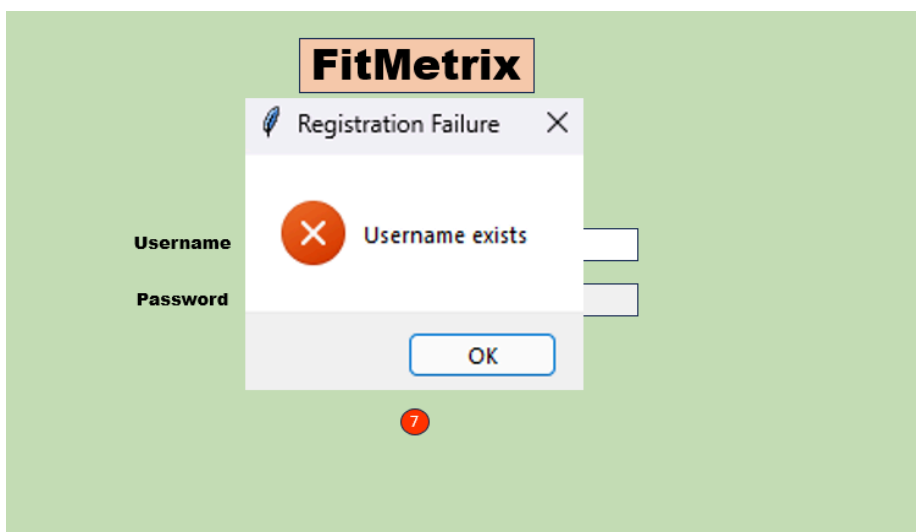 FitMetrix
Registration Failure
Username exists
Username
Password
OK
7